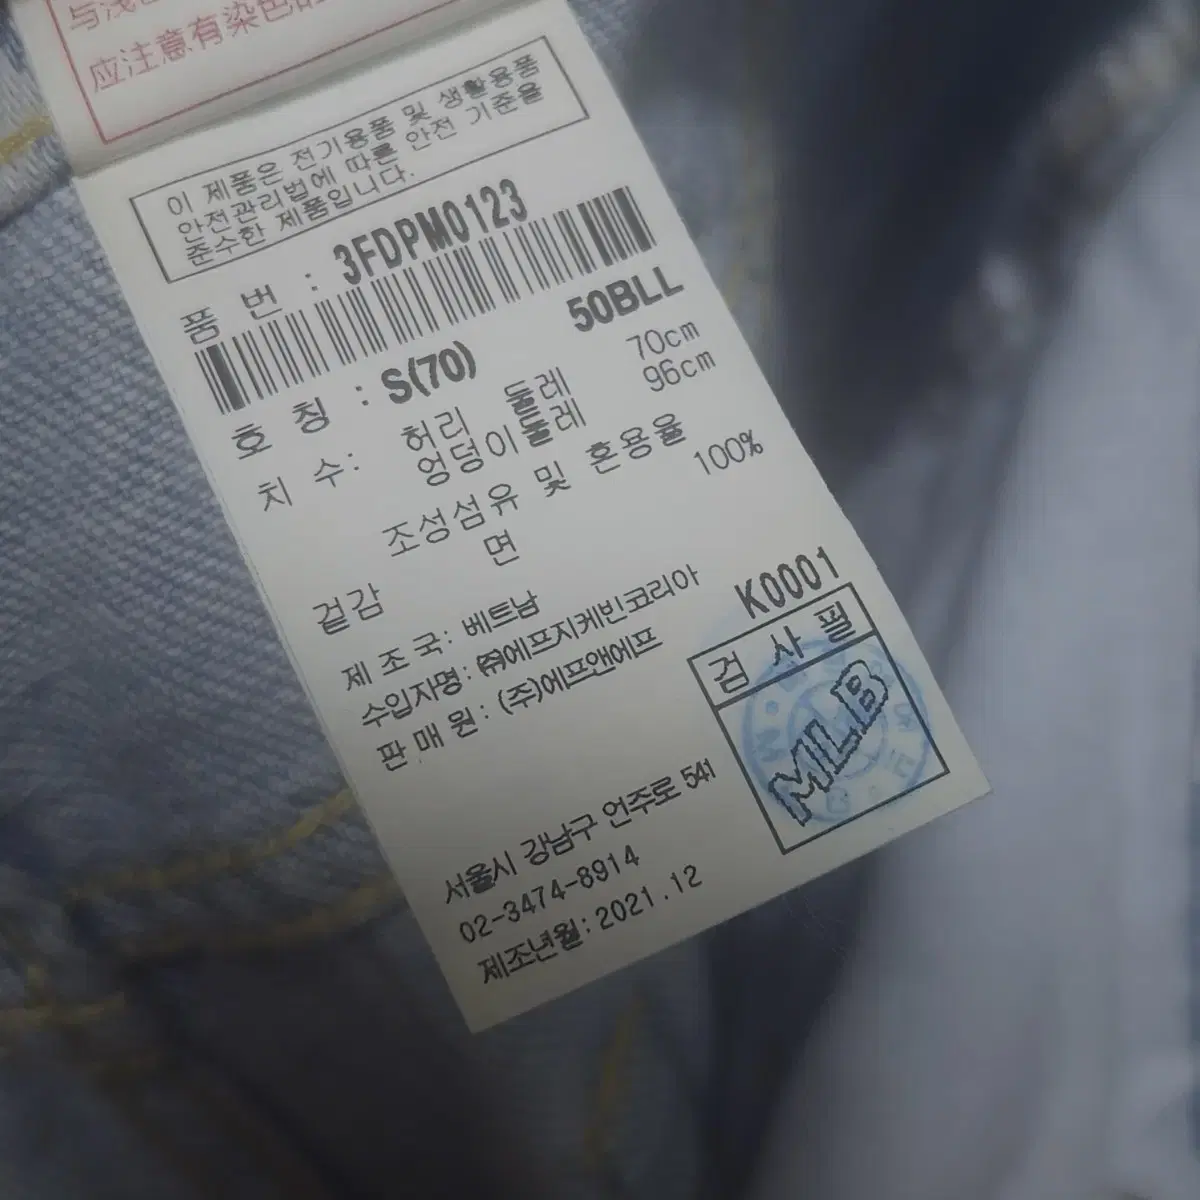 应注意有染色
이 제품은 전기용품 및 생활용품
안전관리법에 따른 안전 기준을
준수한 제품입니다.
품 번 : 3FDPM0123
50BLL
호 칭 : S(70)
치 수: 허리 둘레 70cm
엉덩이둘레 96cm
조성섬유 및 혼용율
겉감 면 100%
제 조 국: 베트남
수입자명: ㈜에프지케빈코리아
판 매 원: (주)에프앤에프
K0001
검 사 필
MLB
서울시 강남구 언주로 541
02-3474-8914
제조년월: 2021.12